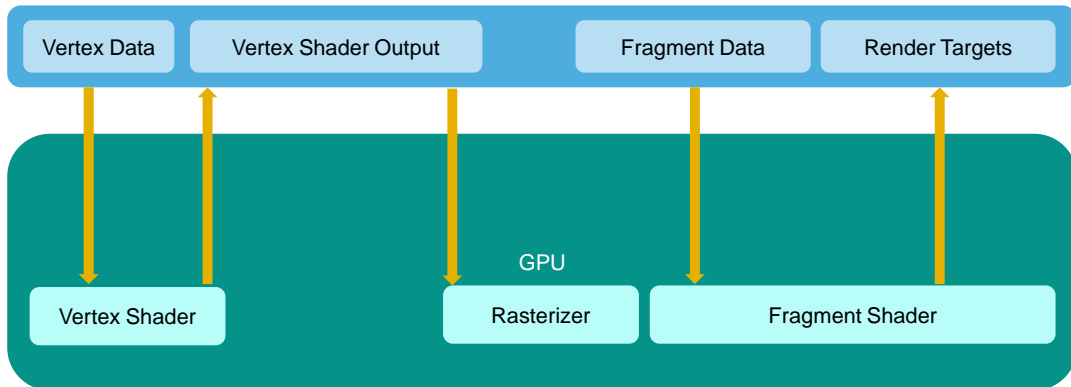 Vertex Data
Vertex Shader Output
Fragment Data
Render Targets
GPU
Vertex Shader
Rasterizer
Fragment Shader